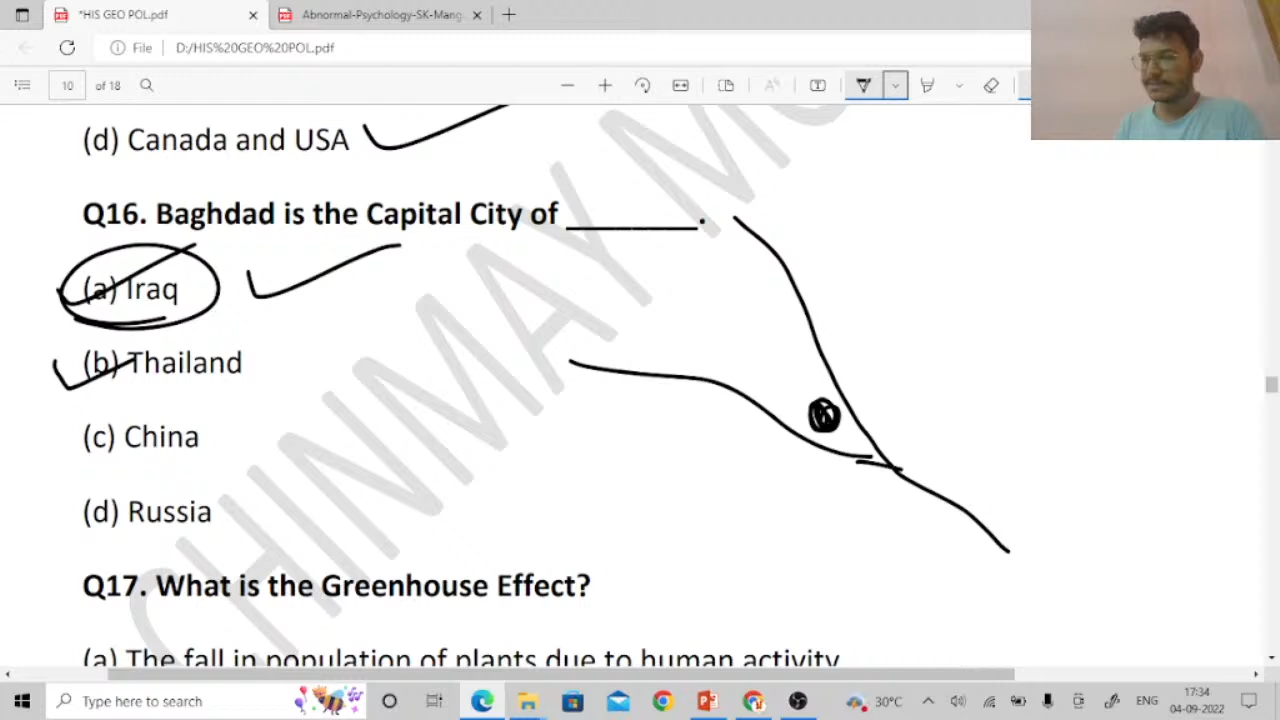 *HIS GEO POL.pdf
Abnormal-Psychology-SK-Mang
File
D:/HIS%20GEO%20POL.pdf
10 of 18
(d) Canada and USA
Q16. Baghdad is the Capital City of ________.
(a) Iraq
(b) Thailand
(c) China
(d) Russia
Q17. What is the Greenhouse Effect?
(a) The fall in population of plants due to human activity
CHINMAY
Type here to search
30°C
ENG
17:34
04-09-2022